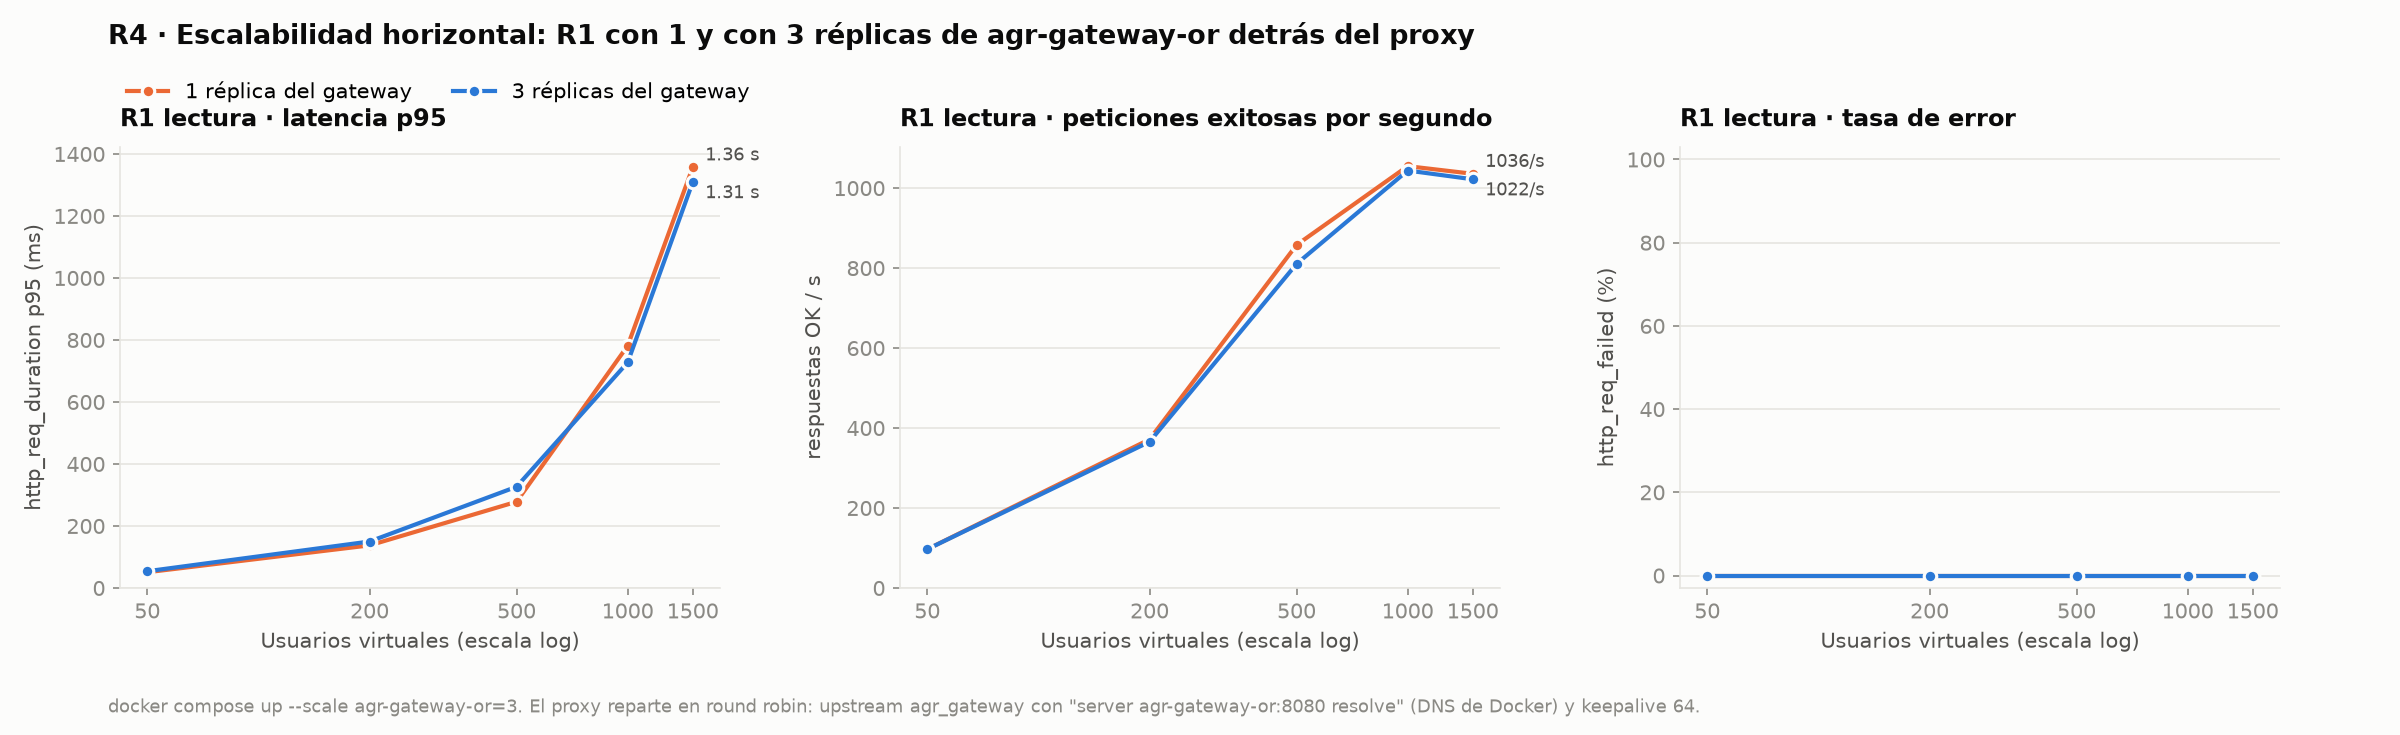 R4 · Escalabilidad horizontal: R1 con 1 y con 3 réplicas de agr-gateway-or detrás del proxy
1 réplica del gateway
3 réplicas del gateway
R1 lectura · latencia p95
http_req_duration p95 (ms)
1400
1200
1000
800
600
400
200
0
1.36 s
1.31 s
50
200
500
1000
1500
Usuarios virtuales (escala log)
R1 lectura · peticiones exitosas por segundo
respuestas OK / s
1000
800
600
400
200
0
1036/s
1022/s
50
200
500
1000
1500
Usuarios virtuales (escala log)
R1 lectura · tasa de error
http_req_failed (%)
100
80
60
40
20
0
50
200
500
1000
1500
Usuarios virtuales (escala log)
docker compose up --scale agr-gateway-or=3. El proxy reparte en round robin: upstream agr_gateway con "server agr-gateway-or:8080 resolve" (DNS de Docker) y keepalive 64.